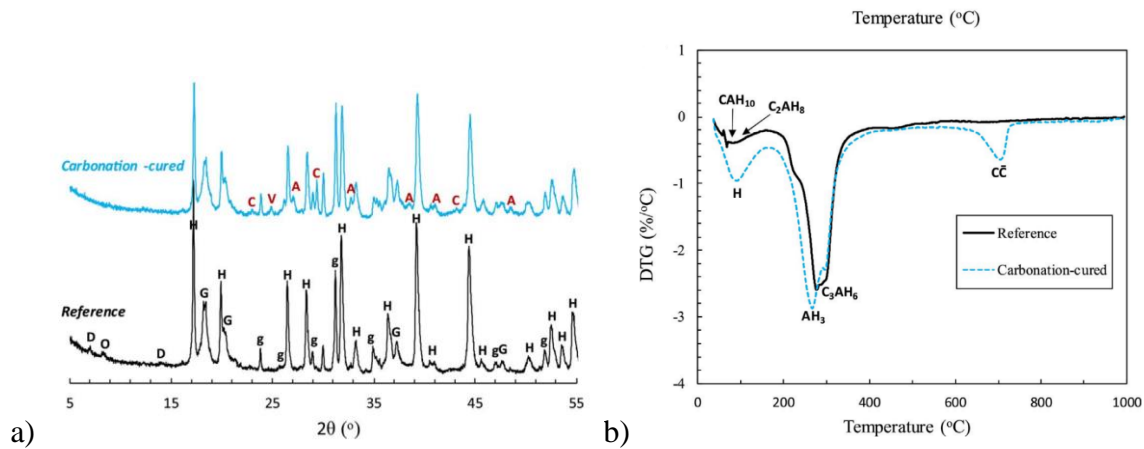 Carbonation -cured
C
V
A
C
A
A
A
C
A
Reference
D
O
D
H
G
H
G
g
g
H
H
g
g
H
H
g
H
G
H
H
H
H
g
G
H
g
H
H
H
5
15
25
35
45
55
2θ (°)
a)
Temperature (°C)
1
0
-1
-2
-3
-4
DTG (%/°C)
CAH₁₀
C₂AH₈
H
AH₃
C₃AH₆
CC̄
Reference
Carbonation-cured
0
200
400
600
800
1000
Temperature (°C)
b)